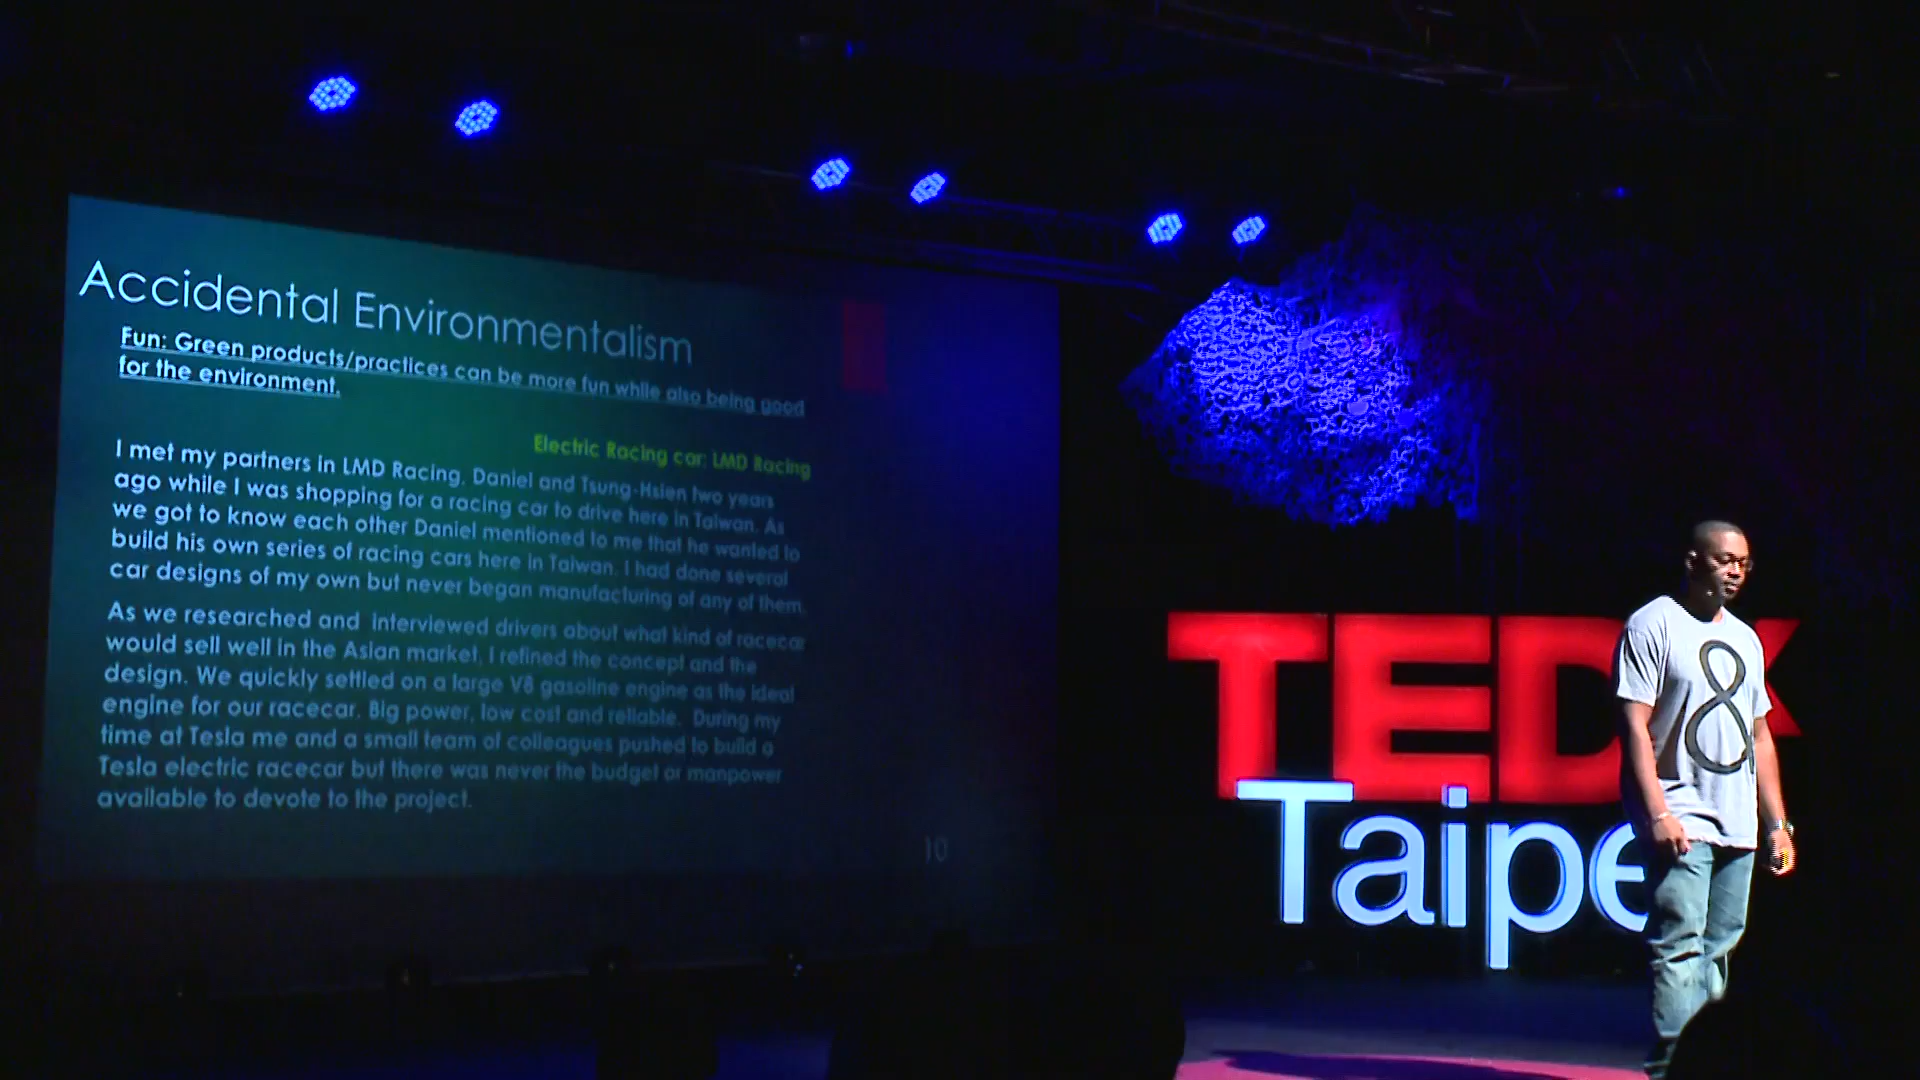 Accidental Environmentalism
Fun: Green products/practices can be more fun while also being good
for the environment.
Electric Racing car: LMD Racing
I met my partners in LMD Racing, Daniel and Tsung-Hsien two years
ago while I was shopping for a racing car to drive here in Taiwan. As
we got to know each other Daniel mentioned to me that he wanted to
build his own series of racing cars here in Taiwan. I had done several
car designs of my own but never began manufacturing of any of them.
As we researched and interviewed drivers about what kind of racecar
would sell well in the Asian market, I refined the concept and the
design. We quickly settled on a large V8 gasoline engine as the ideal
engine for our racecar. Big power, low cost and reliable. During my
time at Tesla me and a small team of colleagues pushed to build a
Tesla electric racecar but there was never the budget or manpower
available to devote to the project.
10
TEDx
Taipe
&